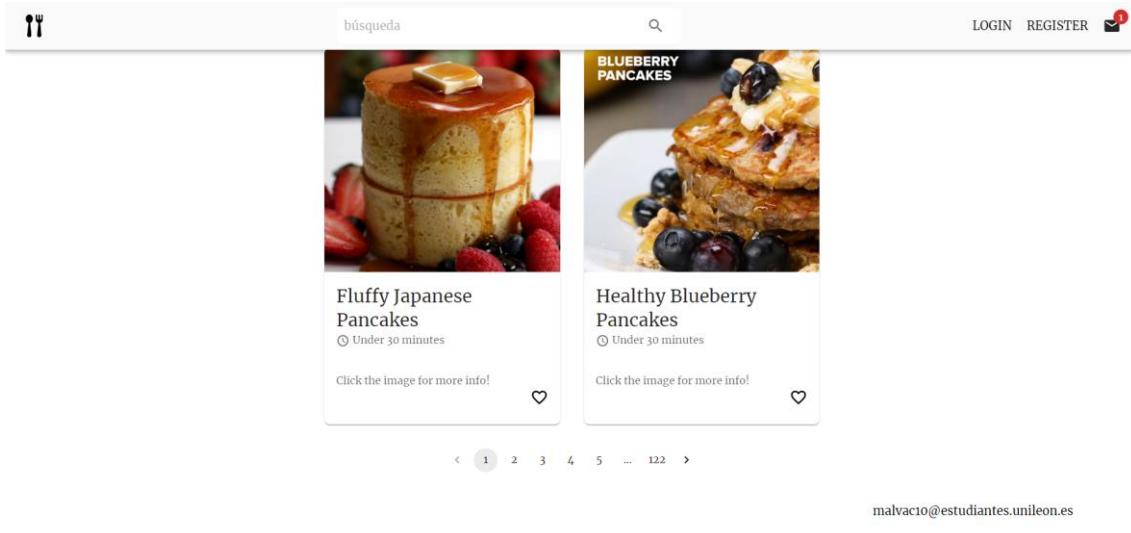 búsqueda
LOGIN REGISTER 1
BLUEBERRY
PANCAKES
Fluffy Japanese
Pancakes
Under 30 minutes
Click the image for more info!
Healthy Blueberry
Pancakes
Under 30 minutes
Click the image for more info!
1 2 3 4 5 ... 122
malvac10@estudiantes.unileon.es